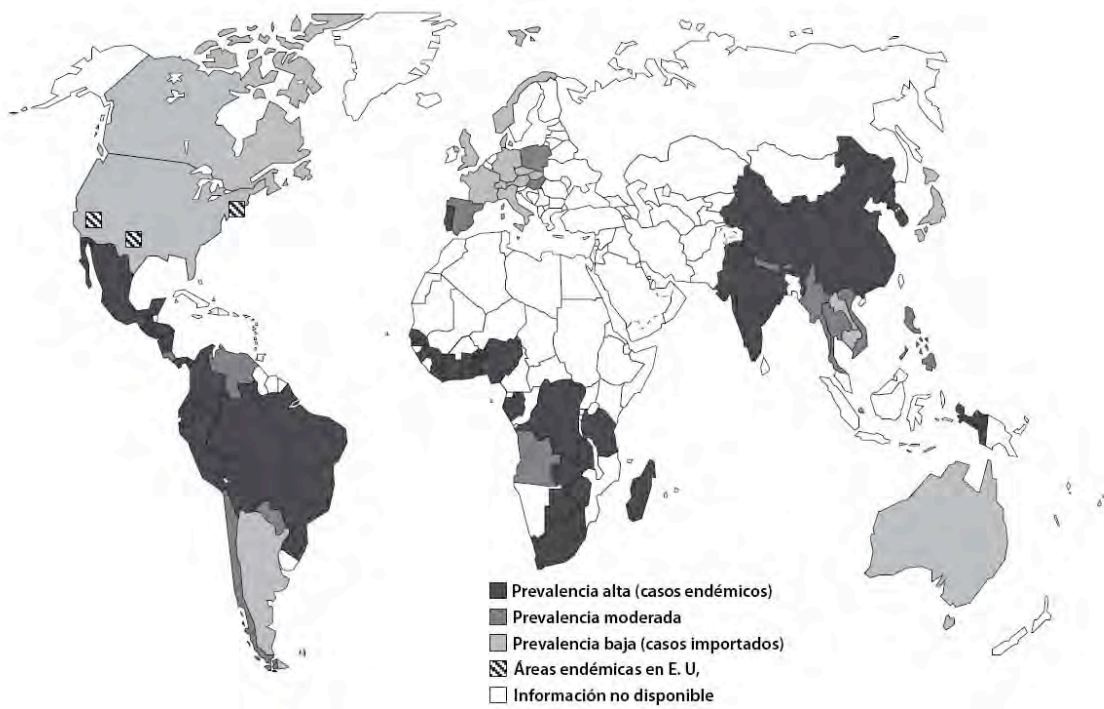 Prevalencia alta (casos endémicos)
Prevalencia moderada
Prevalencia baja (casos importados)
Áreas endémicas en E. U,
Información no disponible